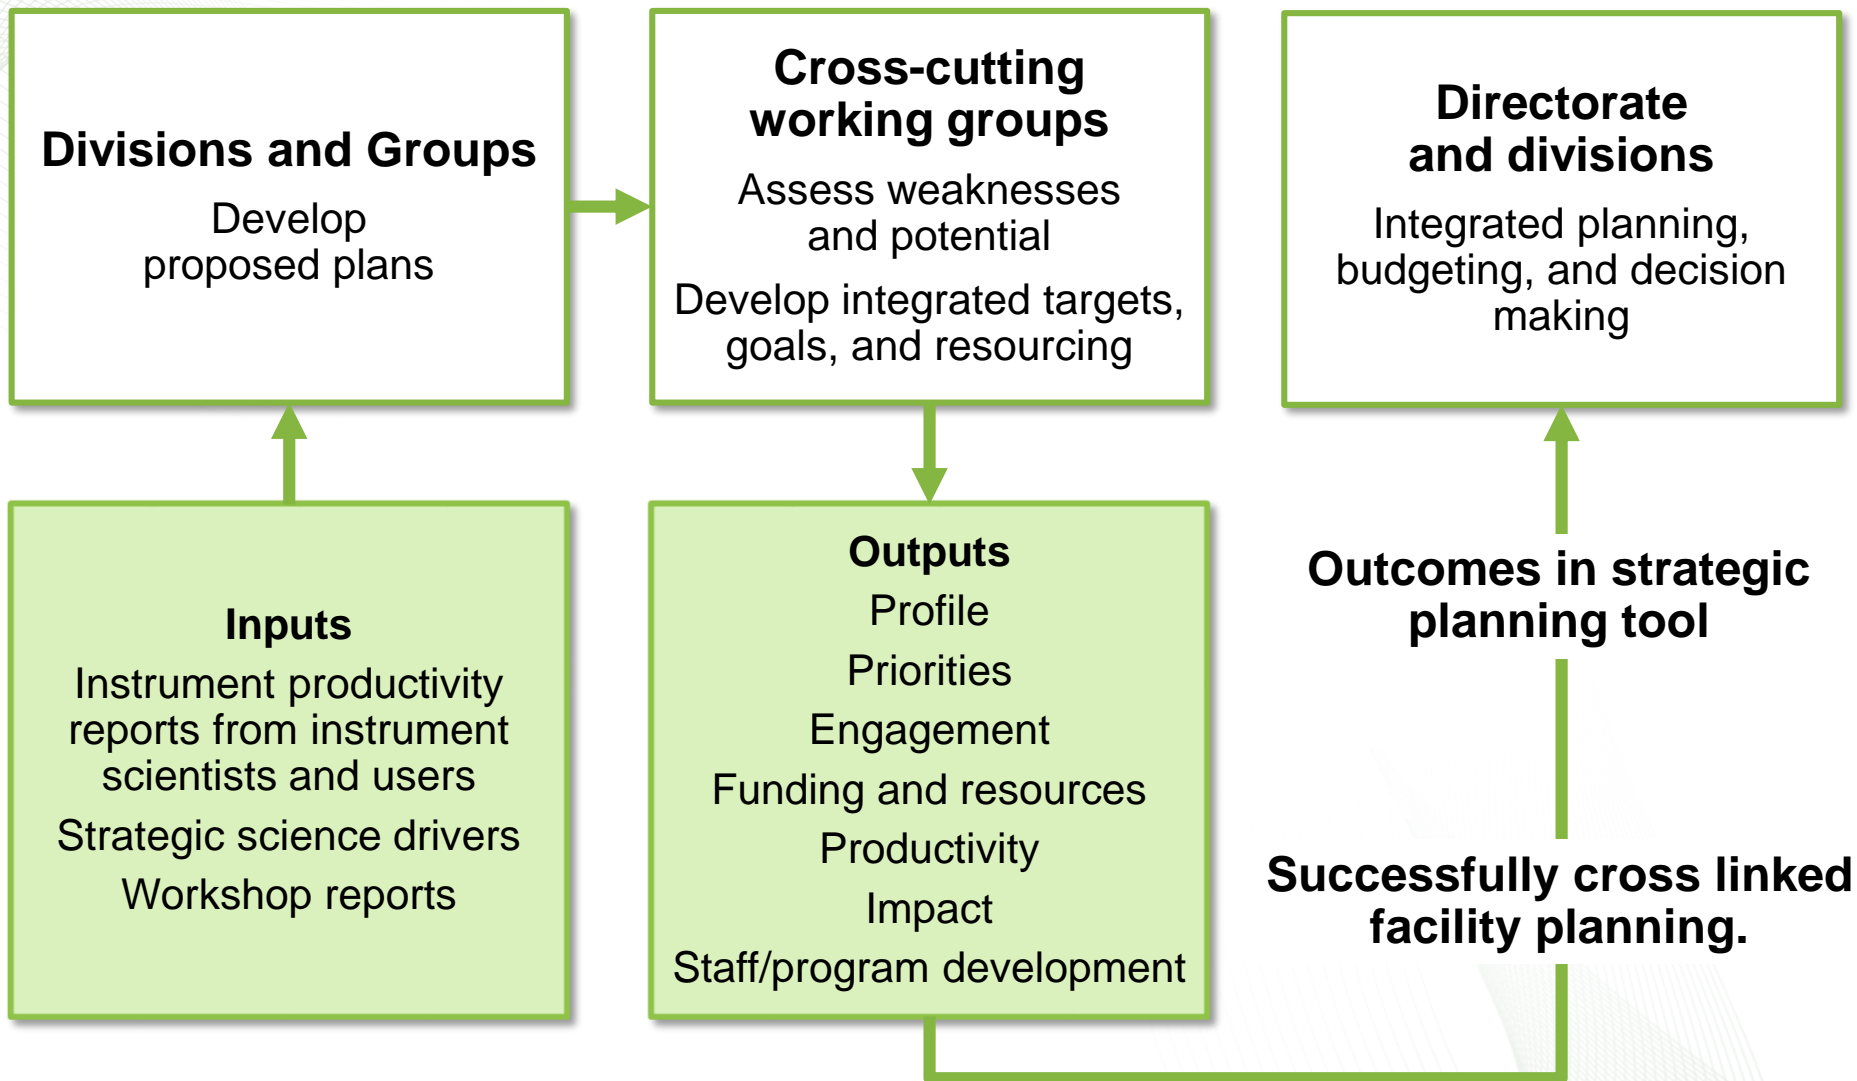 Divisions and Groups
Develop
proposed plans
Cross-cutting
working groups
Assess weaknesses
and potential
Develop integrated targets,
goals, and resourcing
Directorate
and divisions
Integrated planning,
budgeting, and decision
making
Inputs
Instrument productivity
reports from instrument
scientists and users
Strategic science drivers
Workshop reports
Outputs
Profile
Priorities
Engagement
Funding and resources
Productivity
Impact
Staff/program development
Outcomes in strategic
planning tool
Successfully cross linked
facility planning.